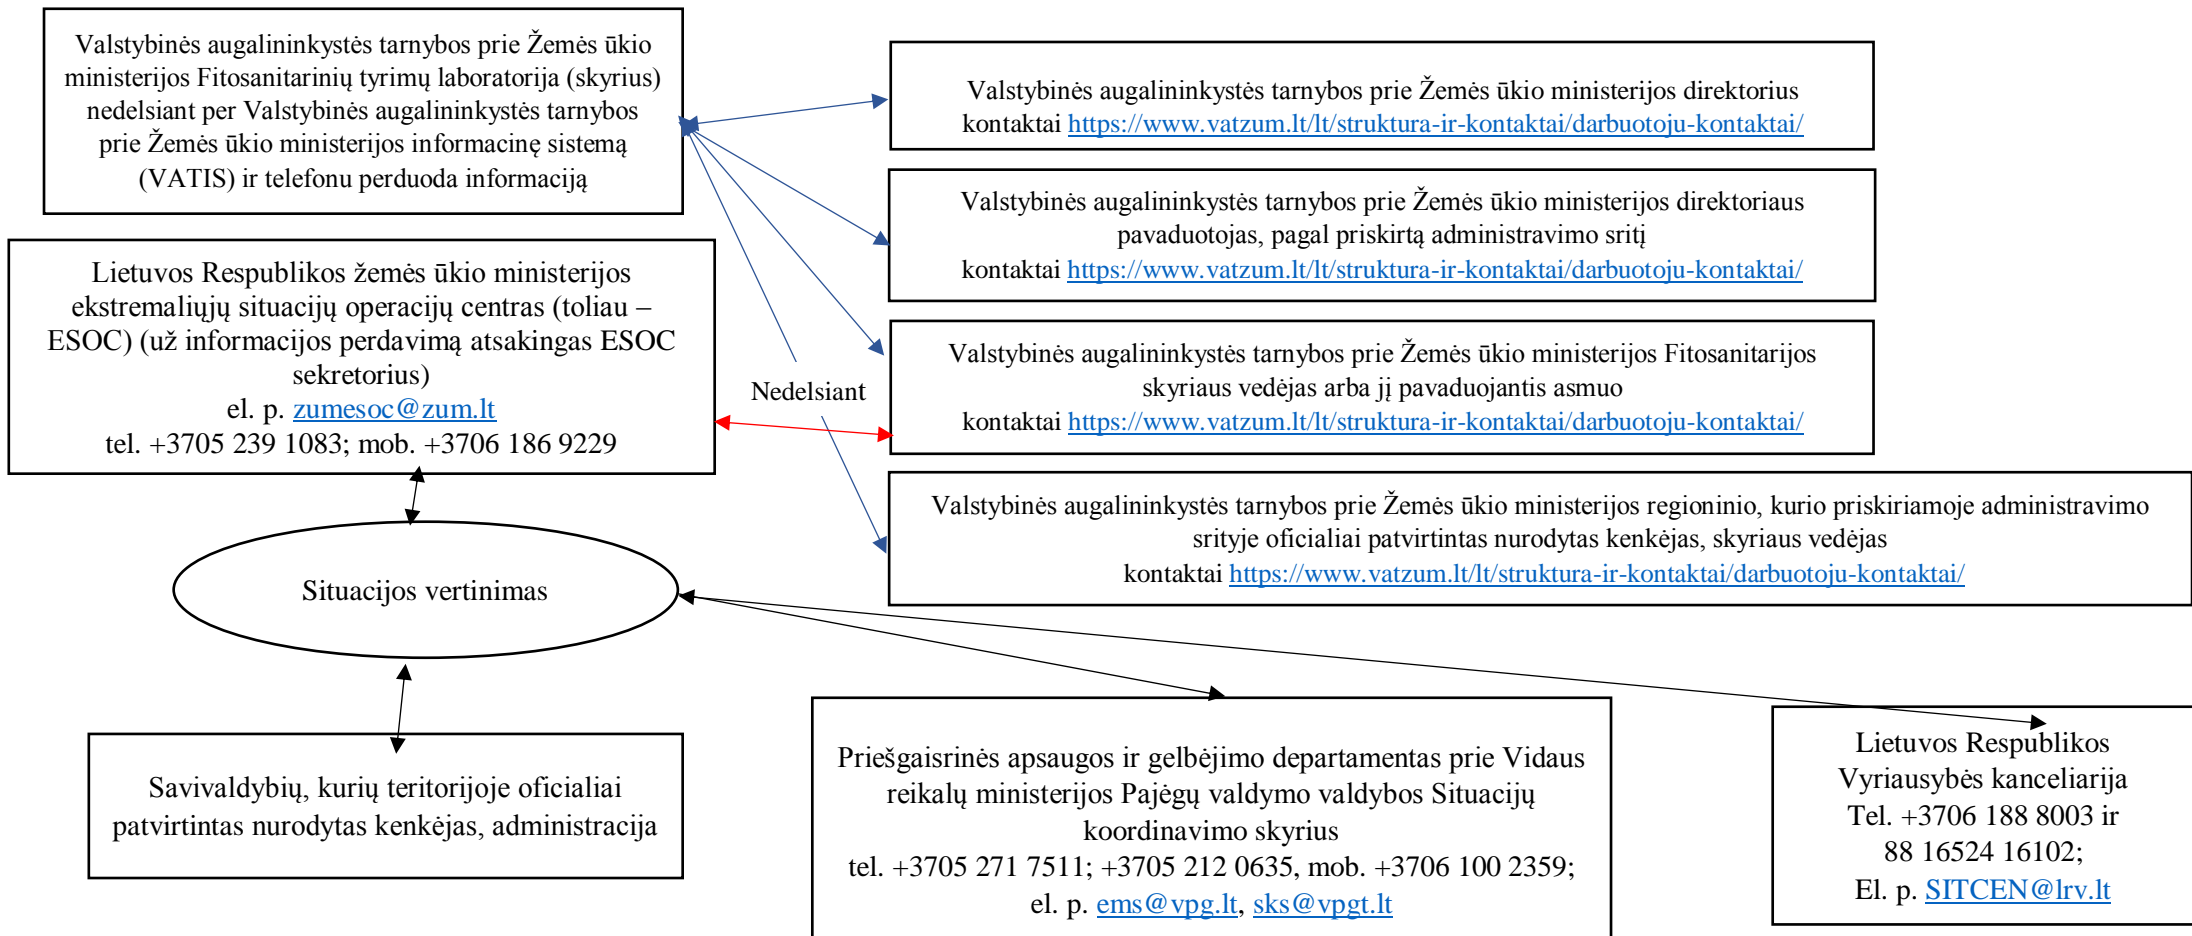 Valstybinės augalininkystės tarnybos prie Žemės ūkio
ministerijos Fitosanitarinių tyrimų laboratorija (skyrius)
nedelsiant per Valstybinės augalininkystės tarnybos
prie Žemės ūkio ministerijos informacinę sistemą
(VATIS) ir telefonu perduoda informaciją
Valstybinės augalininkystės tarnybos prie Žemės ūkio ministerijos direktorius
kontaktai https://www.vatzum.lt/lt/struktura-ir-kontaktai/darbuotoju-kontaktai/
Valstybinės augalininkystės tarnybos prie Žemės ūkio ministerijos direktoriaus
pavaduotojas, pagal priskirtą administravimo sritį
kontaktai https://www.vatzum.lt/lt/struktura-ir-kontaktai/darbuotoju-kontaktai/
Lietuvos Respublikos žemės ūkio ministerijos
ekstremaliųjų situacijų operacijų centras (toliau –
ESOC) (už informacijos perdavimą atsakingas ESOC
sekretorius)
el. p. zumesoc@zum.lt
tel. +3705 239 1083; mob. +3706 186 9229
Nedelsiant
Valstybinės augalininkystės tarnybos prie Žemės ūkio ministerijos Fitosanitarijos
skyriaus vedėjas arba jį pavaduojantis asmuo
kontaktai https://www.vatzum.lt/lt/struktura-ir-kontaktai/darbuotoju-kontaktai/
Valstybinės augalininkystės tarnybos prie Žemės ūkio ministerijos regioninio, kurio priskiriamoje administravimo
srityje oficialiai patvirtintas nurodytas kenkėjas, skyriaus vedėjas
kontaktai https://www.vatzum.lt/lt/struktura-ir-kontaktai/darbuotoju-kontaktai/
Situacijos vertinimas
Savivaldybių, kurių teritorijoje oficialiai
patvirtintas nurodytas kenkėjas, administracija
Priešgaisrinės apsaugos ir gelbėjimo departamentas prie Vidaus
reikalų ministerijos Pajėgų valdymo valdybos Situacijų
koordinavimo skyrius
tel. +3705 271 7511; +3705 212 0635, mob. +3706 100 2359;
el. p. ems@vpg.lt, sks@vpgt.lt
Lietuvos Respublikos
Vyriausybės kanceliarija
Tel. +3706 188 8003 ir
88 16524 16102;
El. p. SITCEN@lrv.lt